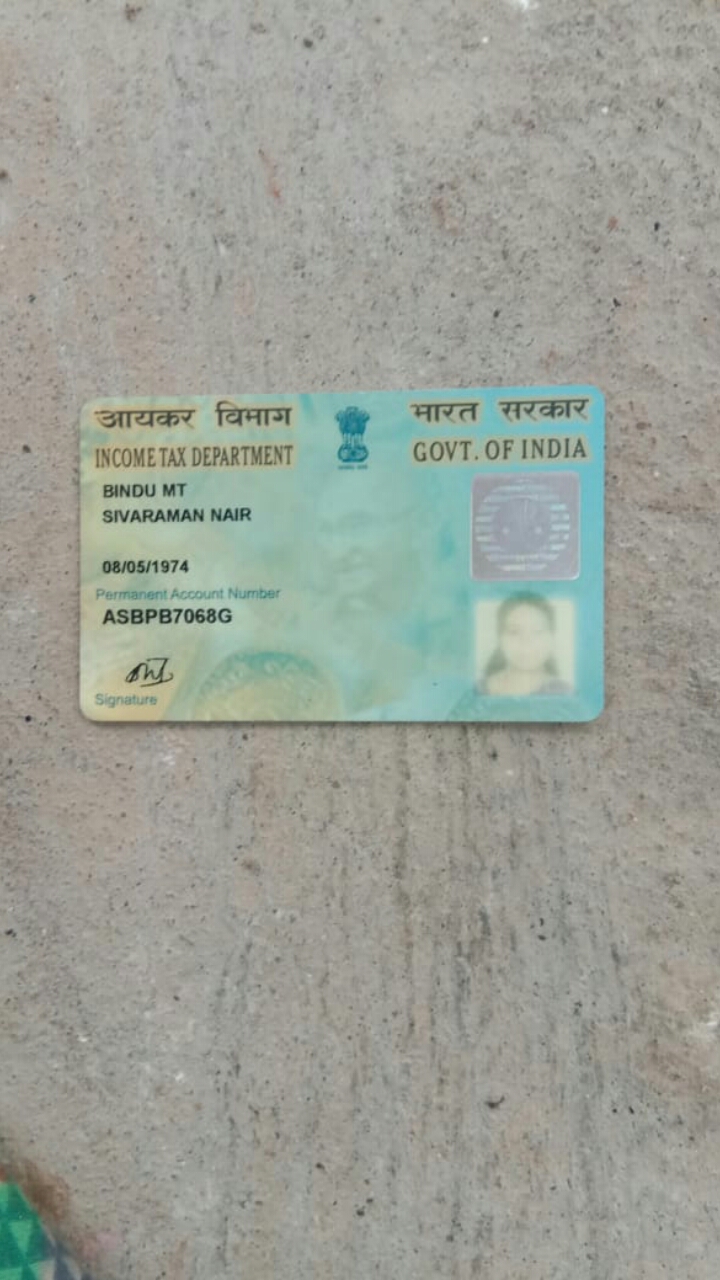 आयकर विभाग
INCOME TAX DEPARTMENT
भारत सरकार
GOVT. OF INDIA
BINDU MT
SIVARAMAN NAIR
08/05/1974
Permanent Account Number
ASBPB7068G
Signature